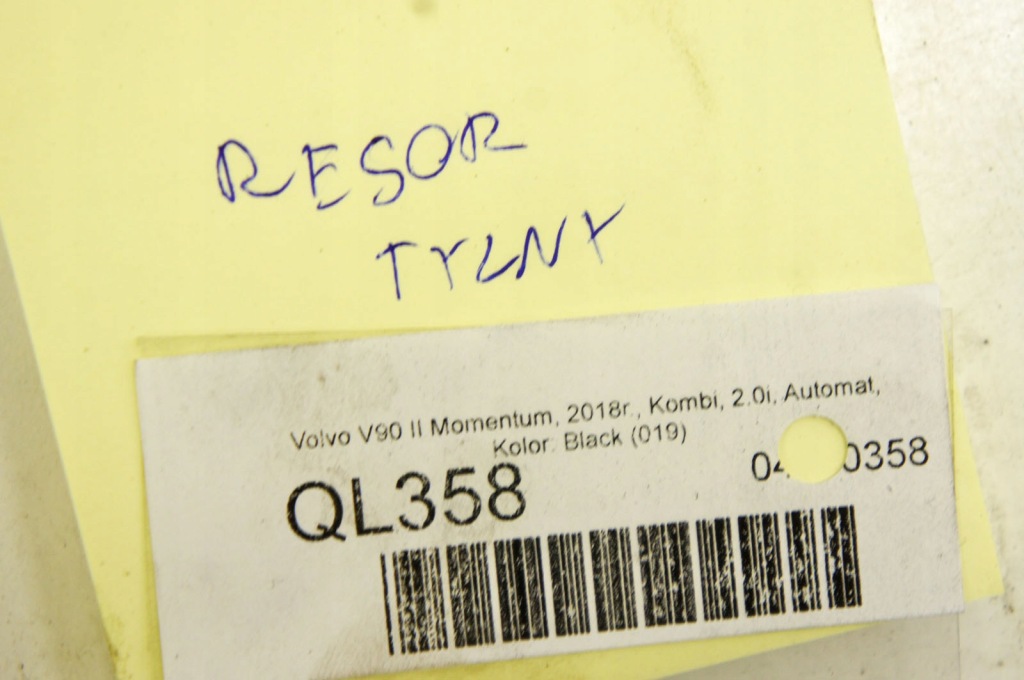 RESOR
TYLNY
Volvo V90 II Momentum, 2018r., Kombi, 2.0i, Automat,
Kolor: Black (019)
QL358